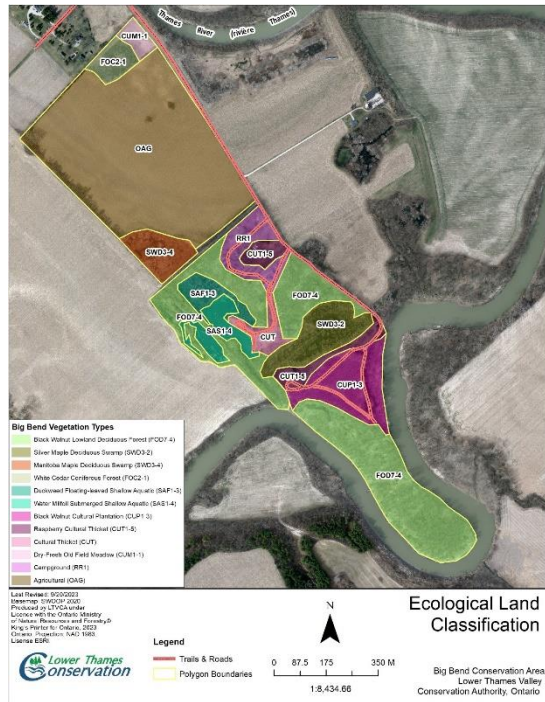 Thames River (rivière Thames)
CUM1-1
FOC2-1
OAG
SWD3-4
RR1
CUT1-5
SAF1-3
FOD7-4
FOD7-4
SWD3-2
SAS1-4
CUT
CUT1-5
CUP1-3
FOD7-4
Big Bend Vegetation Types
Black Walnut Lowland Deciduous Forest (FOD7-4)
Silver Maple Deciduous Swamp (SWD3-2)
Manitoba Maple Deciduous Swamp (SWD3-4)
White Cedar Coniferous Forest (FOC2-1)
Duckweed Floating-leaved Shallow Aquatic (SAF1-3)
Water Milfoil Submerged Shallow Aquatic (SAS1-4)
Black Walnut Cultural Plantation (CUP1-3)
Raspberry Cultural Thicket (CUT1-5)
Cultural Thicket (CUT)
Dry-Fresh Old Field Meadow (CUM1-1)
Campground (RR1)
Agricultural (OAG)
Last Revised: 9/20/2023
Basemap: SWOOP 2020
Produced by LTVCA under
License with the Ontario Ministry
of Natural Resources and Forestry©
King's Printer for Ontario, 2023
Ontario Projection: NAD 1983
License ESRI
Lower Thames
Conservation
Legend
Trails & Roads
Polygon Boundaries
N
0 87.5 175 350 M
1:8,434.66
Ecological Land
Classification
Big Bend Conservation Area
Lower Thames Valley
Conservation Authority, Ontario